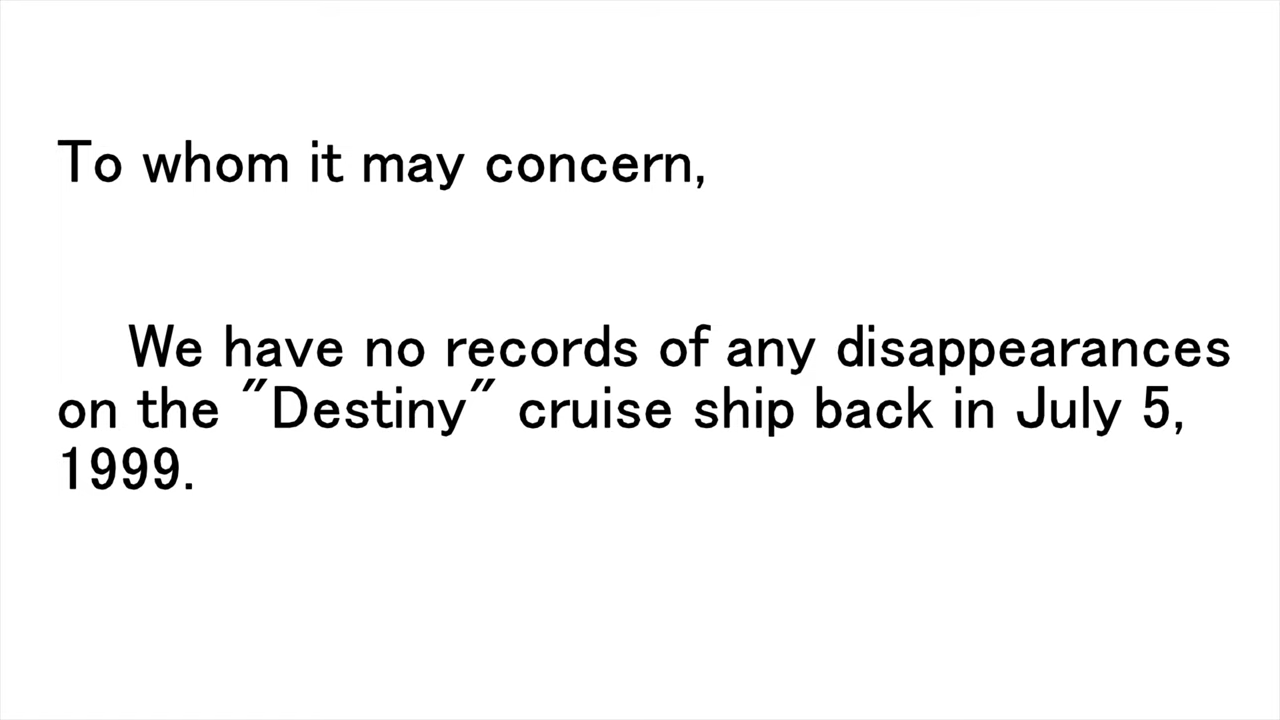 To whom it may concern,
We have no records of any disappearances
on the "Destiny" cruise ship back in July 5,
1999.